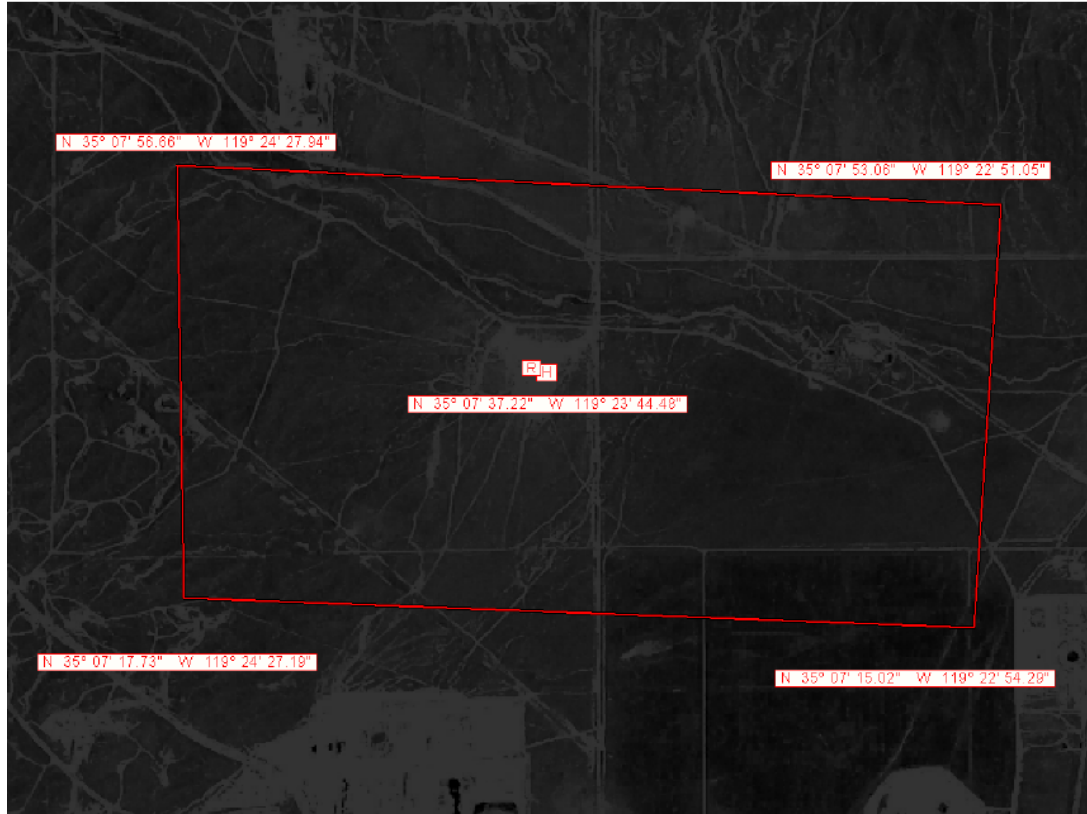 N 35° 07' 56.66" W 119° 24' 27.94"
N 35° 07' 53.06" W 119° 22' 51.05"
R
H
N 35° 07' 37.22" W 119° 23' 44.48"
N 35° 07' 17.73" W 119° 24' 27.19"
N 35° 07' 15.02" W 119° 22' 54.29"